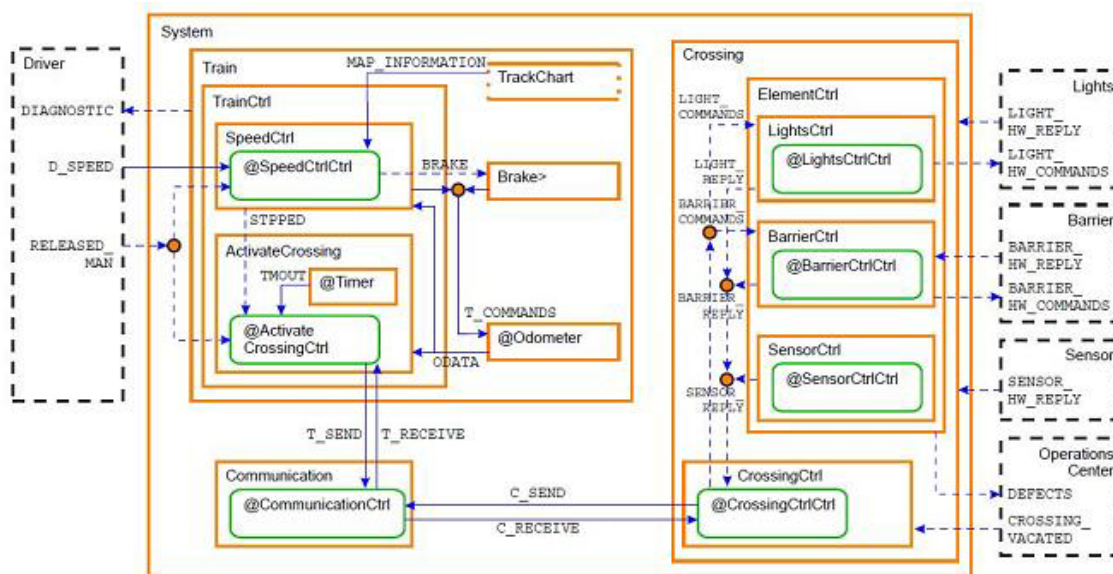 System
Driver
Train
MAP_INFORMATION
TrackChart
Crossing
DIAGNOSTIC
TrainCtrl
SpeedCtrl
@SpeedCtrlCtrl
D_SPEED
BRAKE
Brake>
STPPED
RELEASED_
MAN
ActivateCrossing
TMOUT
@Timer
@Activate
CrossingCtrl
T_COMMANDS
@Odometer
ODATA
T_SEND
T_RECEIVE
Communication
@CommunicationCtrl
C_SEND
C_RECEIVE
LIGHT_
COMMANDS
ElementCtrl
LightsCtrl
@LightsCtrlCtrl
LIGHT_
REPLY
BARRIER_
COMMANDS
BarrierCtrl
@BarrierCtrlCtrl
BARRIER_
REPLY
SensorCtrl
@SensorCtrlCtrl
SENSOR_
REPLY
CrossingCtrl
@CrossingCtrlCtrl
Lights
LIGHT_
HW_REPLY
LIGHT_
HW_COMMANDS
Barrier
BARRIER_
HW_REPLY
BARRIER_
HW_COMMANDS
Sensor
SENSOR_
HW_REPLY
Operations
Center
DEFECTS
CROSSING_
VACATED